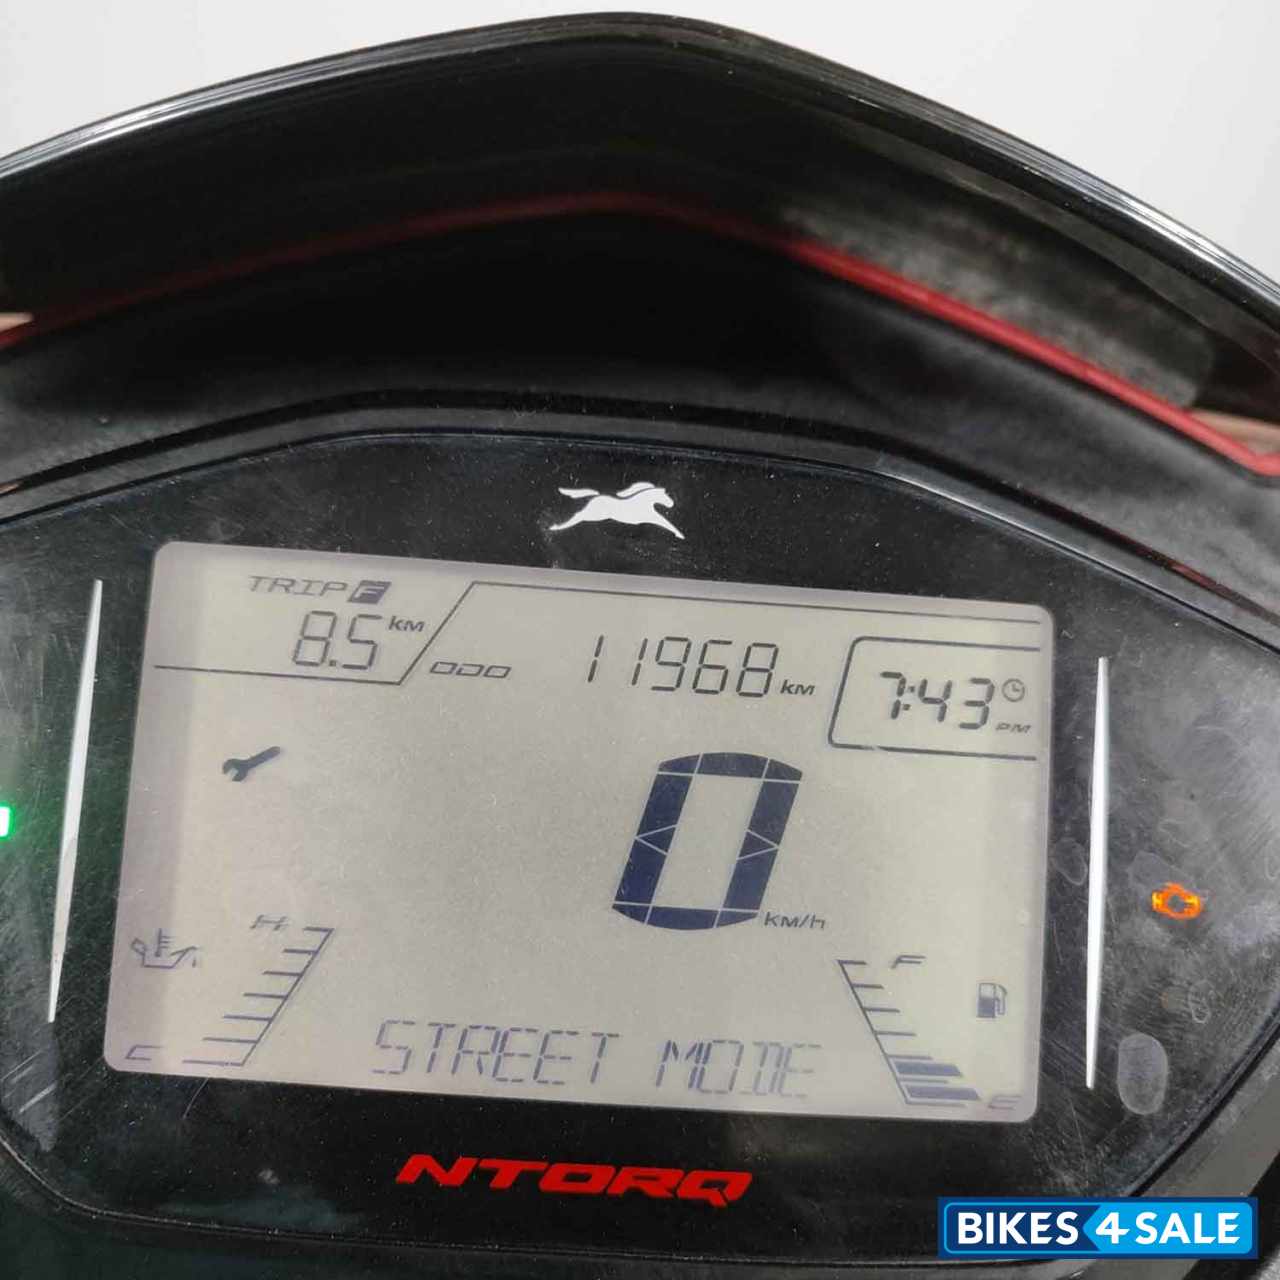 TRIP F
8.5 KM
ODO 11968 KM
7:43 PM
0 KM/h
H
C
F
E
STREET MODE
NTORQ
BIKES4SALE